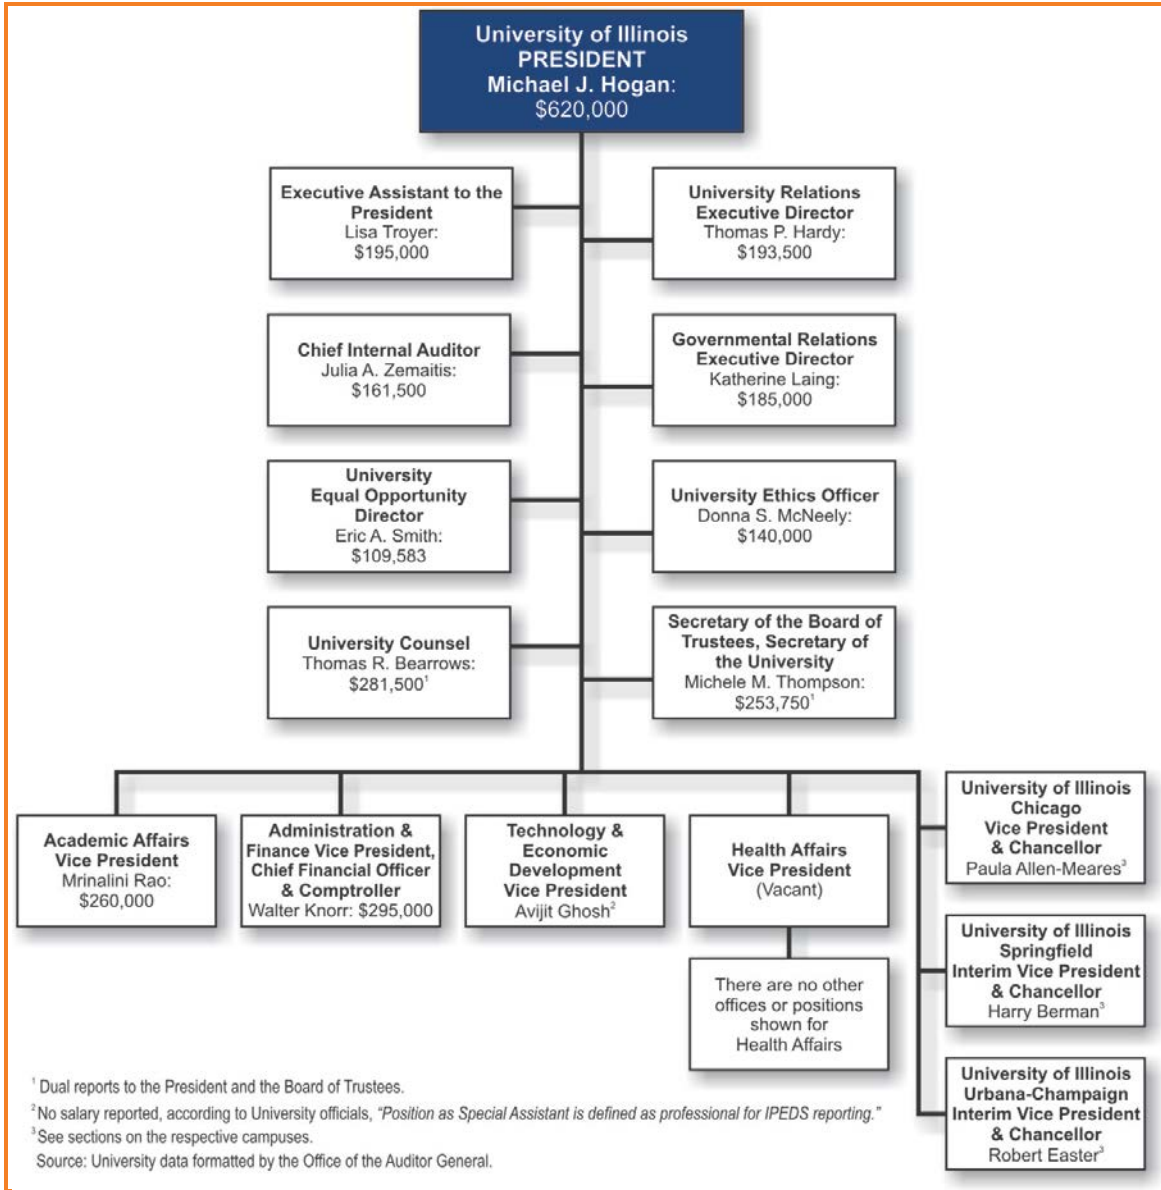 University of Illinois
PRESIDENT
Michael J. Hogan:
$620,000
Executive Assistant to the
President
Lisa Troyer:
$195,000
University Relations
Executive Director
Thomas P. Hardy:
$193,500
Chief Internal Auditor
Julia A. Zemaitis:
$161,500
Governmental Relations
Executive Director
Katherine Laing:
$185,000
University
Equal Opportunity
Director
Eric A. Smith:
$109,583
University Ethics Officer
Donna S. McNeely:
$140,000
University Counsel
Thomas R. Bearrows:
$281,500¹
Secretary of the Board of
Trustees, Secretary of
the University
Michele M. Thompson:
$253,750¹
Academic Affairs
Vice President
Mrinalini Rao:
$260,000
Administration &
Finance Vice President,
Chief Financial Officer
& Comptroller
Walter Knorr: $295,000
Technology &
Economic
Development
Vice President
Avijit Ghosh²
Health Affairs
Vice President
(Vacant)
There are no other
offices or positions
shown for
Health Affairs
University of Illinois
Chicago
Vice President
& Chancellor
Paula Allen-Meares³
University of Illinois
Springfield
Interim Vice President
& Chancellor
Harry Berman³
University of Illinois
Urbana-Champaign
Interim Vice President
& Chancellor
Robert Easter³
¹ Dual reports to the President and the Board of Trustees.
² No salary reported, according to University officials, “Position as Special Assistant is defined as professional for IPEDS reporting.”
³ See sections on the respective campuses.
Source: University data formatted by the Office of the Auditor General.